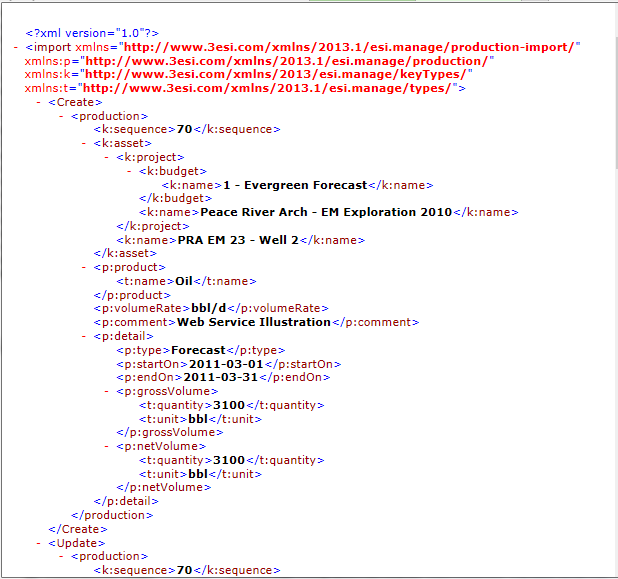 <?xml version="1.0"?>
- <import xmlns="http://www.3esi.com/xmlns/2013.1/esi.manage/production-import/"
xmlns:p="http://www.3esi.com/xmlns/2013.1/esi.manage/production/"
xmlns:k="http://www.3esi.com/xmlns/2013/esi.manage/keyTypes/"
xmlns:t="http://www.3esi.com/xmlns/2013.1/esi.manage/types/">
- <Create>
- <production>
<k:sequence>70</k:sequence>
- <k:asset>
- <k:project>
- <k:budget>
<k:name>1 - Evergreen Forecast</k:name>
</k:budget>
<k:name>Peace River Arch - EM Exploration 2010</k:name>
</k:project>
<k:name>PRA EM 23 - Well 2</k:name>
</k:asset>
- <p:product>
<t:name>Oil</t:name>
</p:product>
<p:volumeRate>bbl/d</p:volumeRate>
<p:comment>Web Service Illustration</p:comment>
- <p:detail>
<p:type>Forecast</p:type>
<p:startOn>2011-03-01</p:startOn>
<p:endOn>2011-03-31</p:endOn>
- <p:grossVolume>
<t:quantity>3100</t:quantity>
<t:unit>bbl</t:unit>
</p:grossVolume>
- <p:netVolume>
<t:quantity>3100</t:quantity>
<t:unit>bbl</t:unit>
</p:netVolume>
</p:detail>
</production>
</Create>
- <Update>
- <production>
<k:sequence>70</k:sequence>